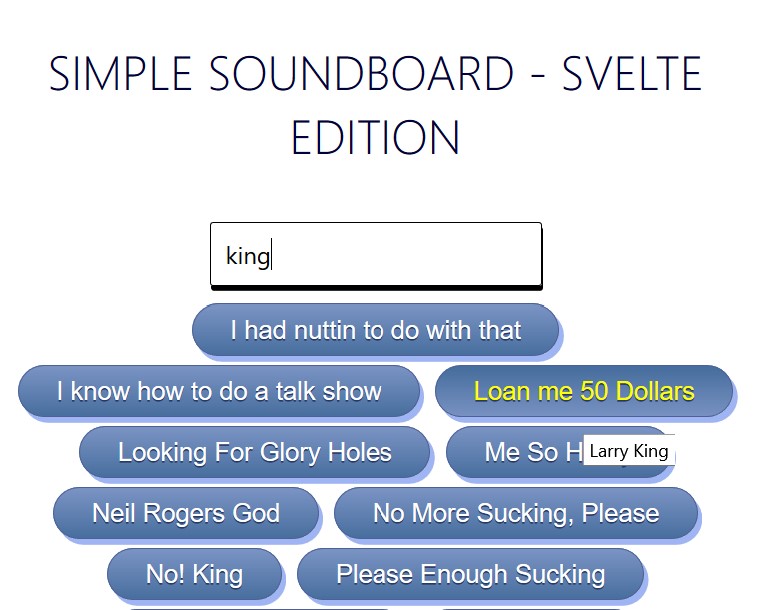 SIMPLE SOUNDBOARD - SVELTE
EDITION
king
I had nuttin to do with that
I know how to do a talk show
Loan me 50 Dollars
Looking For Glory Holes
Me So H
Larry King
Neil Rogers God
No More Sucking, Please
No! King
Please Enough Sucking